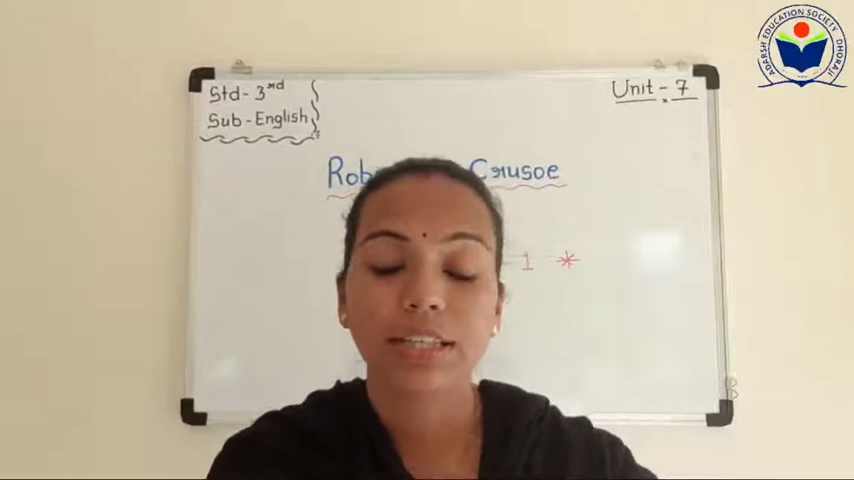 ADARSH EDUCATION SOCIETY
DHORAJI
Std-3rd
Unit-7
Sub-English
Crusoe
1 *